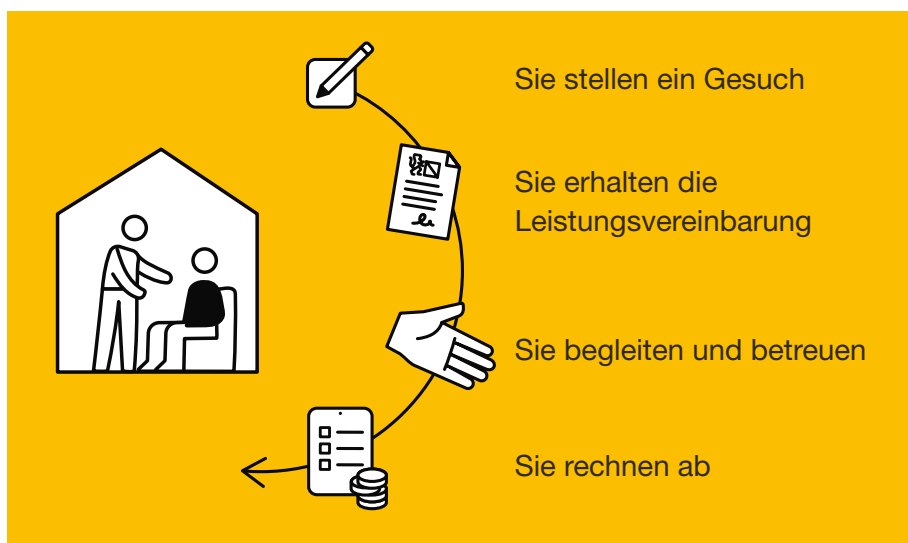 Sie stellen ein Gesuch
Sie erhalten die
Leistungsvereinbarung
Sie begleiten und betreuen
Sie rechnen ab